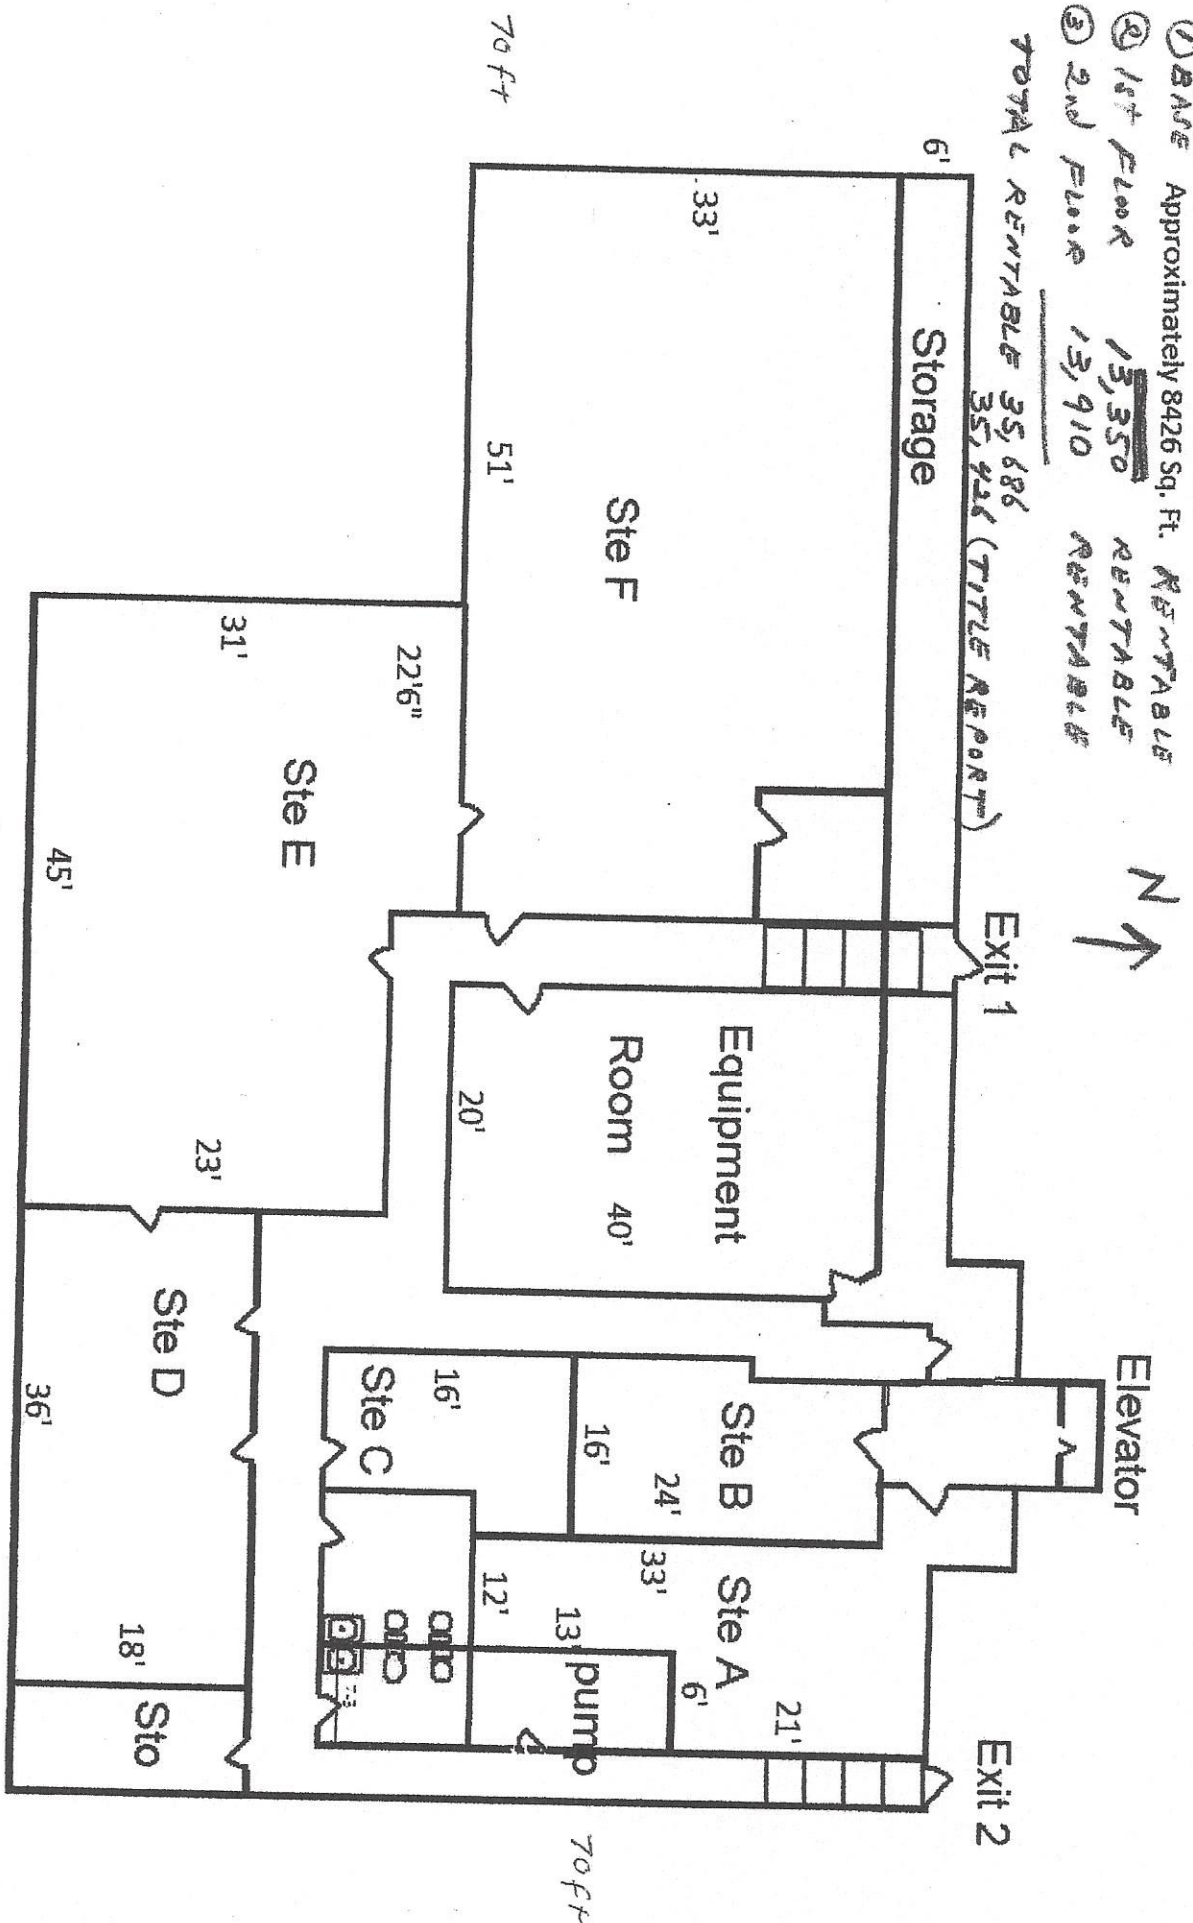 ① BASE Approximately 8426 Sq. Ft. RENTABLE
② 1st FLOOR 13,350 RENTABLE
③ 2nd FLOOR 13,910 RENTABLE
TOTAL RENTABLE 35,686
35,426 (TITLE REPORT)
N
70 ft
6'
Storage
Exit 1
Elevator
Exit 2
33'
Ste F
51'
Equipment
Room 40'
20'
Ste B
24'
16'
Ste A
33'
21'
6'
pump
13'
12'
16'
Ste C
22'6"
31'
Ste E
45'
23'
Ste D
36'
18'
Sto
70 ft